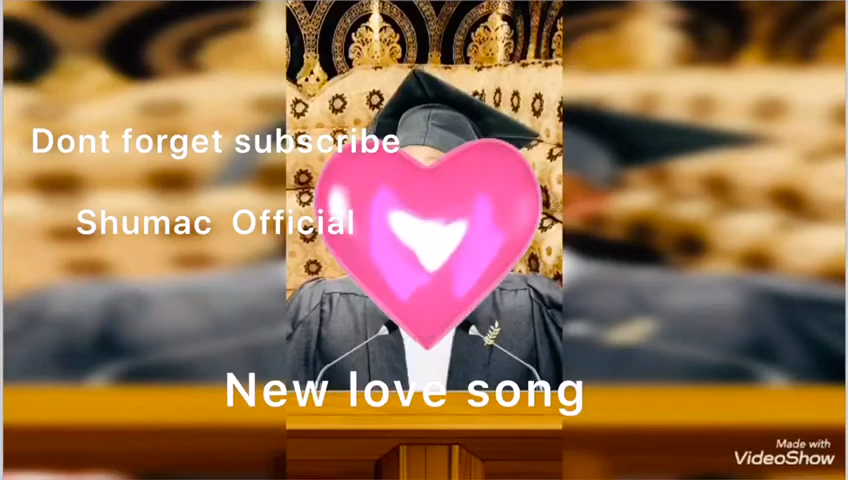 Dont forget subscribe
Shumac Official
New love song
Made with
VideoShow